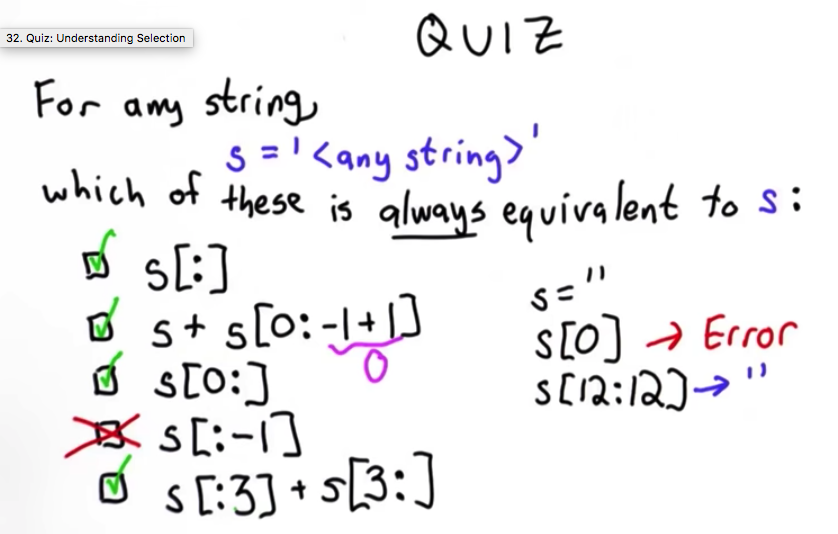 QUIZ
32. Quiz: Understanding Selection
For any string,
s = '<any string>'
which of these is always equivalent to s:
s[:]
s + s[0: -1+1]
0
s[0:]
s[:-1]
s[:3] + s[3:]
s = ''
s[0] → Error
s[12:12] → ''